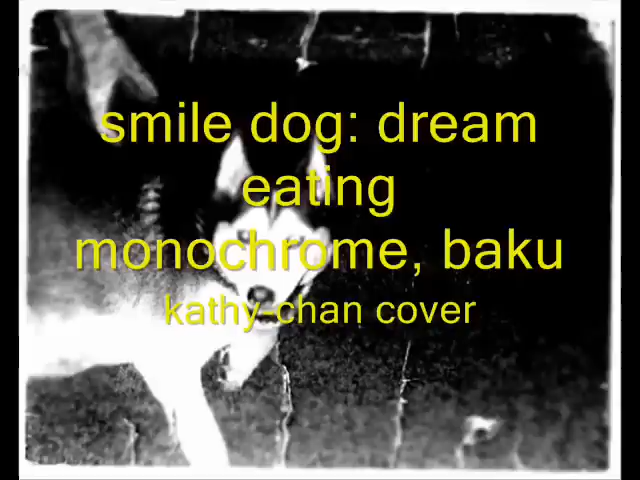 smile dog: dream
eating
monochrome, baku
kathy-chan cover